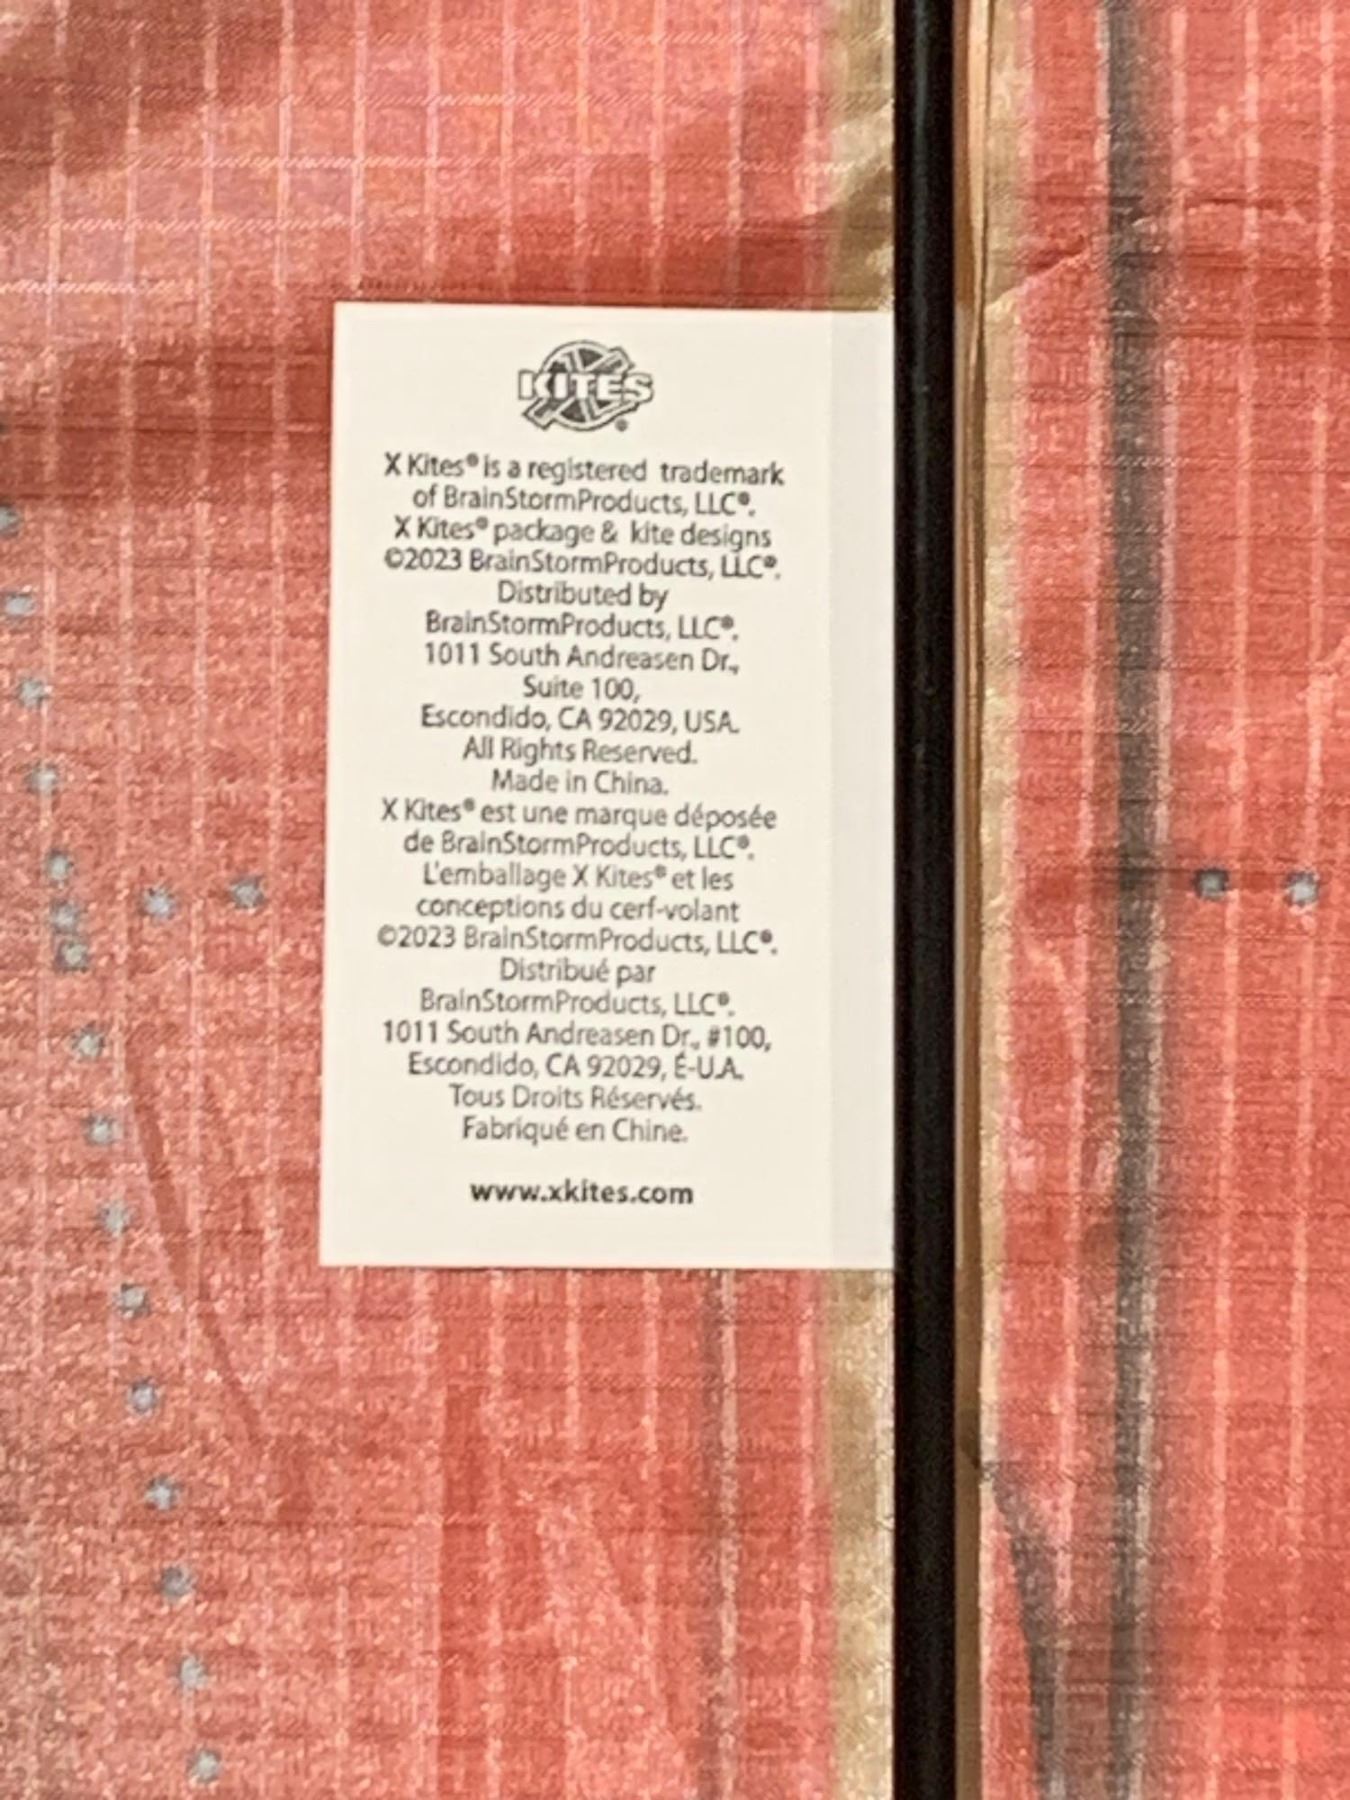 KITES®
X Kites® is a registered trademark
of BrainStormProducts, LLC®.
X Kites® package & kite designs
©2023 BrainStormProducts, LLC®.
Distributed by
BrainStormProducts, LLC®.
1011 South Andreasen Dr.,
Suite 100,
Escondido, CA 92029, USA.
All Rights Reserved.
Made in China.
X Kites® est une marque déposée
de BrainStormProducts, LLC®.
L'emballage X Kites® et les
conceptions du cerf-volant
©2023 BrainStormProducts, LLC®.
Distribué par
BrainStormProducts, LLC®.
1011 South Andreasen Dr., #100,
Escondido, CA 92029, É-U.A.
Tous Droits Réservés.
Fabriqué en Chine.
www.xkites.com